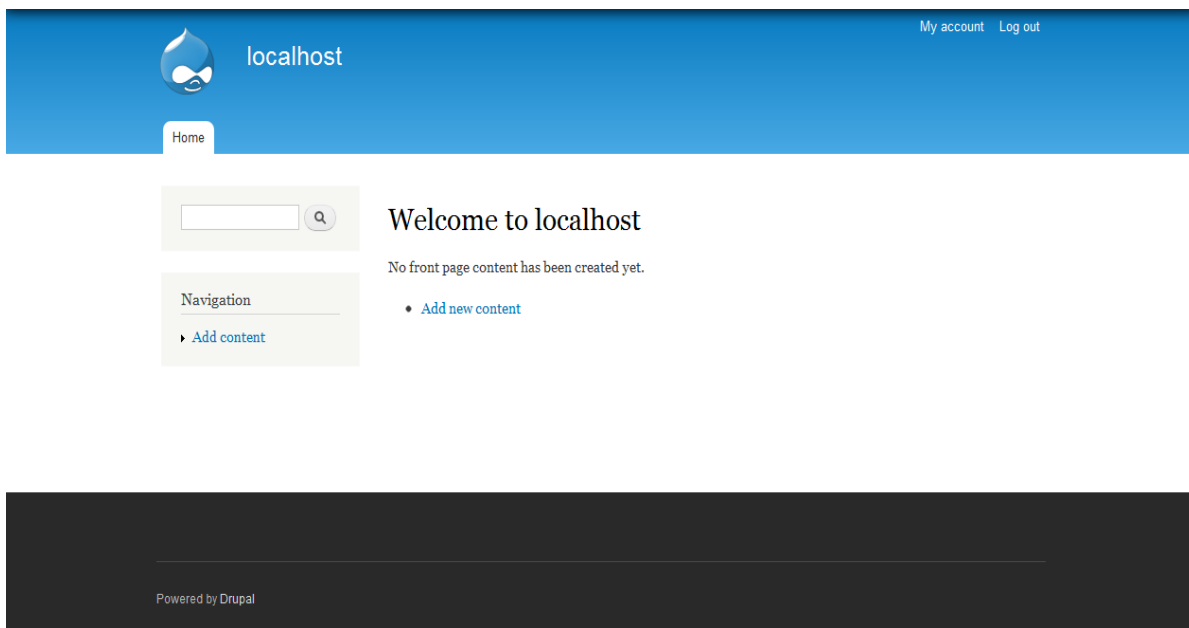 My account Log out
localhost
Home
Welcome to localhost
No front page content has been created yet.
Navigation
Add new content
Add content
Powered by Drupal